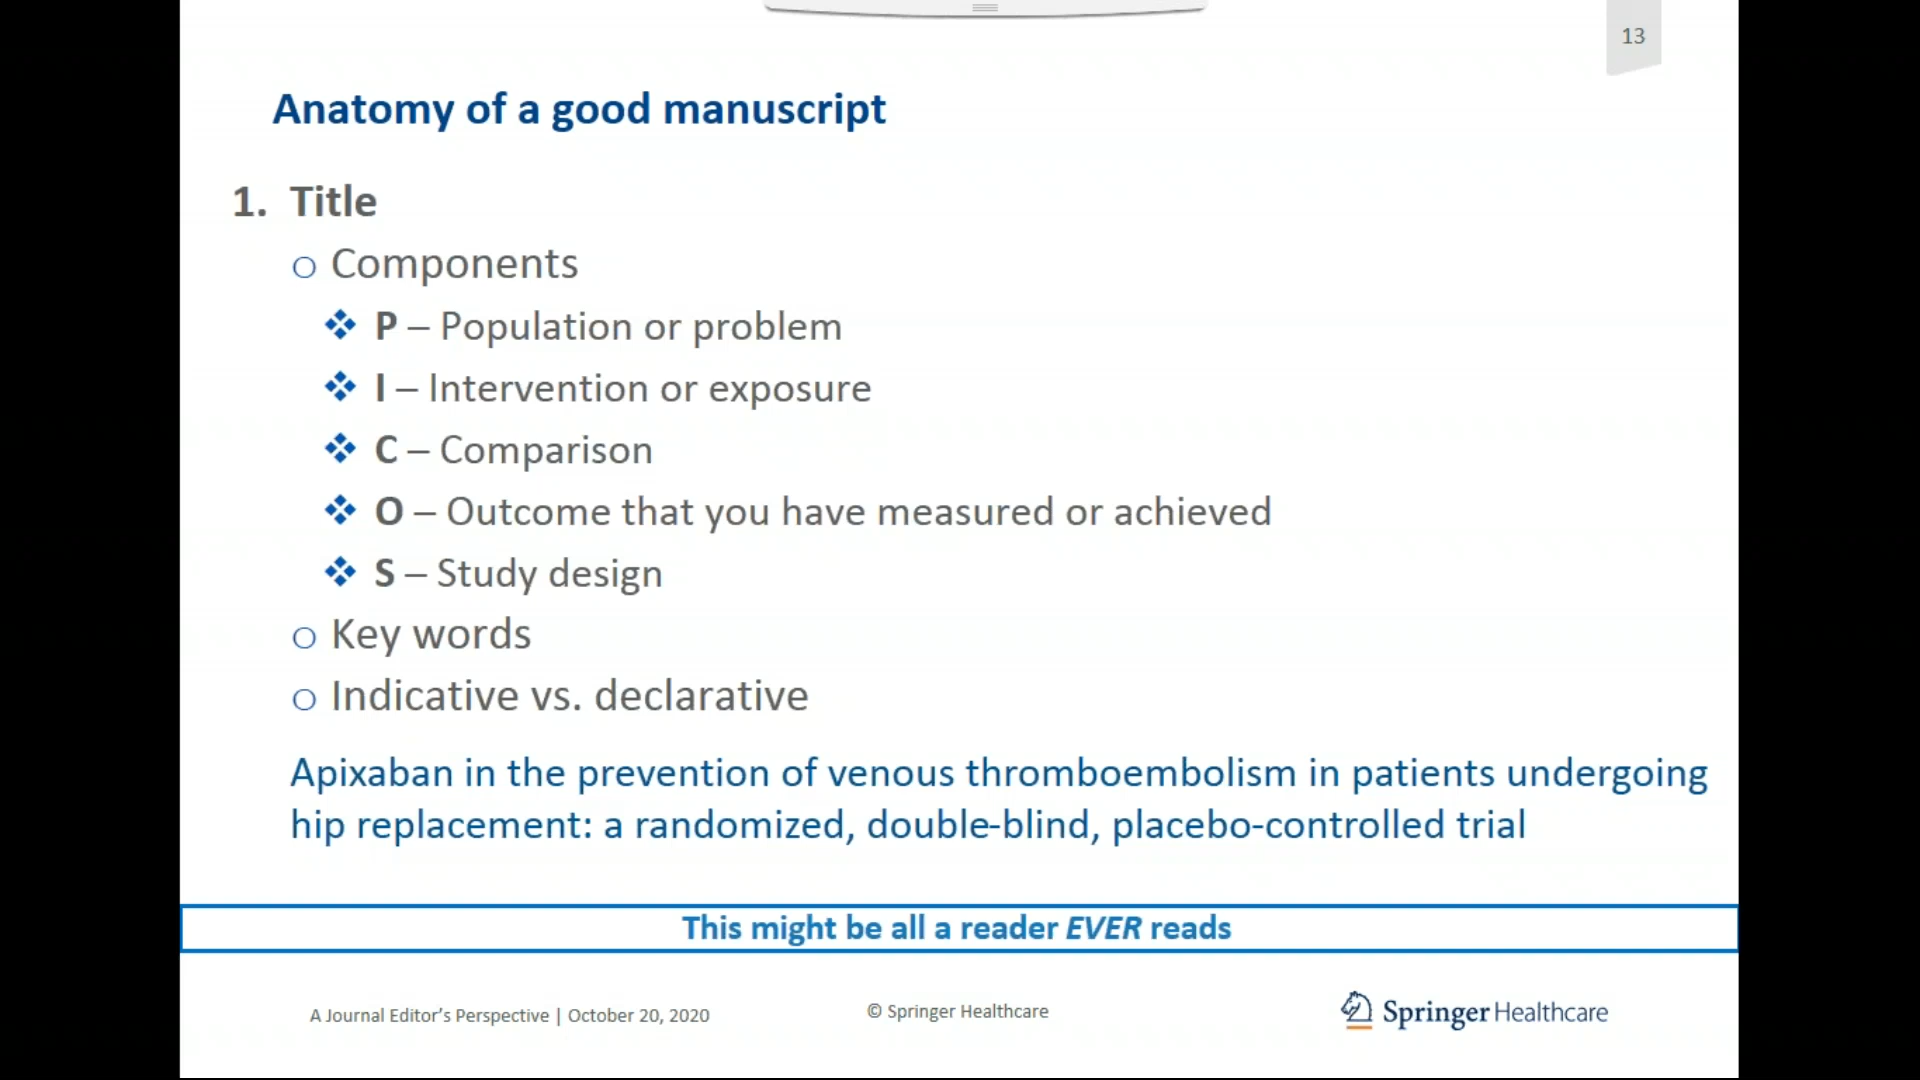 13
Anatomy of a good manuscript
1. Title
o Components
❖ P – Population or problem
❖ I – Intervention or exposure
❖ C – Comparison
❖ O – Outcome that you have measured or achieved
❖ S – Study design
o Key words
o Indicative vs. declarative
Apixaban in the prevention of venous thromboembolism in patients undergoing
hip replacement: a randomized, double-blind, placebo-controlled trial
This might be all a reader EVER reads
A Journal Editor's Perspective | October 20, 2020
© Springer Healthcare
Springer Healthcare